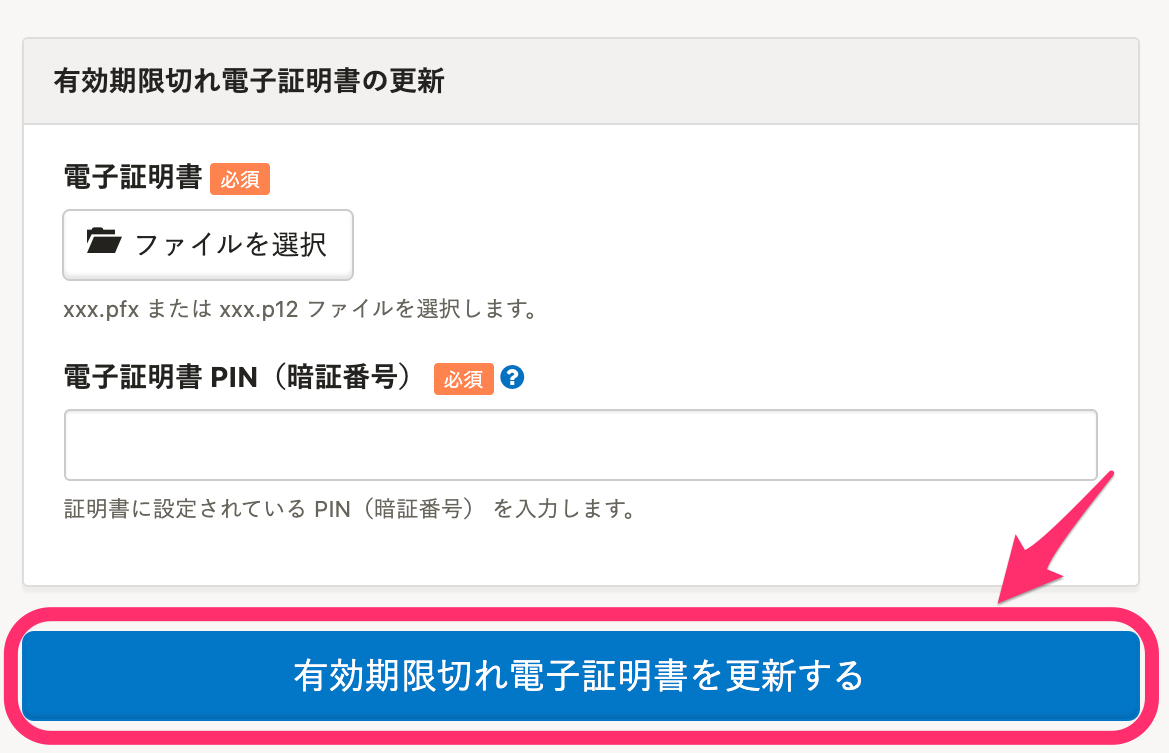 有効期限切れ電子証明書の更新
電子証明書 必須
ファイルを選択
xxx.pfx または xxx.p12 ファイルを選択します。
電子証明書 PIN（暗証番号） 必須 ?
証明書に設定されている PIN（暗証番号） を入力します。
有効期限切れ電子証明書を更新する